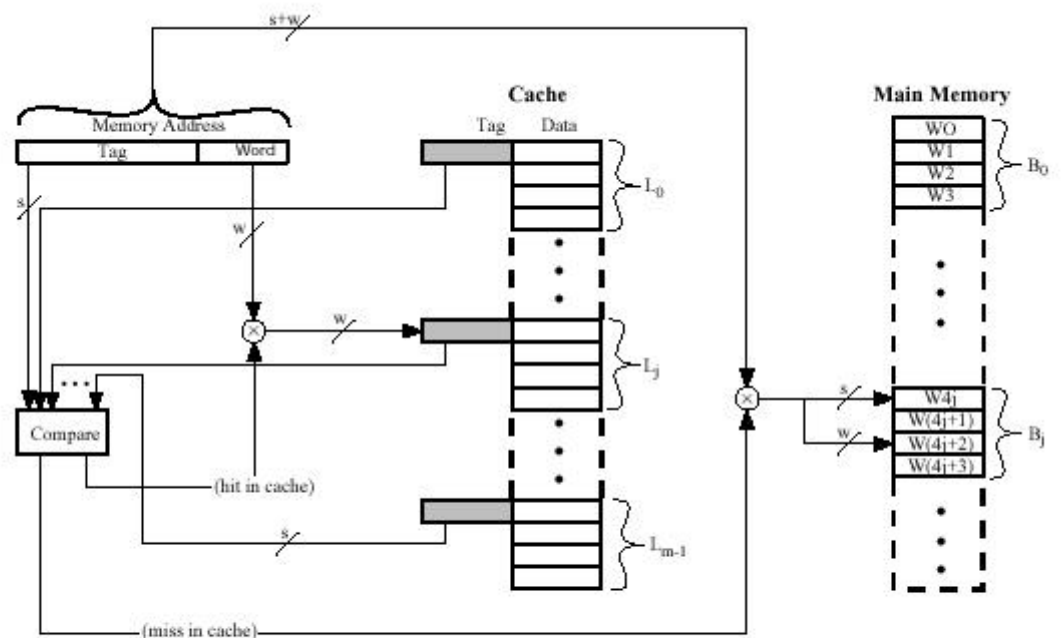 s+w
Cache
Main Memory
Memory Address
Tag Data
Tag Word
W0
W1
W2
W3
B0
L0
s
w
w
Lj
s
w
W4j
W(4j+1)
W(4j+2)
W(4j+3)
Bj
Compare
(hit in cache)
s
Lm-1
(miss in cache)